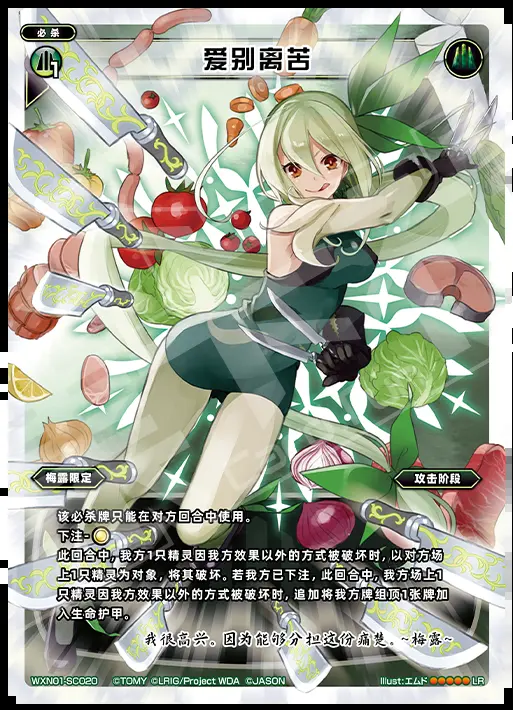 必杀
1
爱别离苦
梅露限定
攻击阶段
该必杀牌只能在对方回合中使用。
下注-
此回合中，我方1只精灵因我方效果以外的方式被破坏时，以对方场
上1只精灵为对象，将其破坏。若我方已下注，此回合中，我方场上1
只精灵因我方效果以外的方式被破坏时，追加将我方牌组顶1张牌加
入生命护甲。
我很高兴。因为能够分担这份痛楚。~梅露~
WXN01-SC020 ©TOMY ©LRIG/Project WDA ©JASON Illust:エムド LR